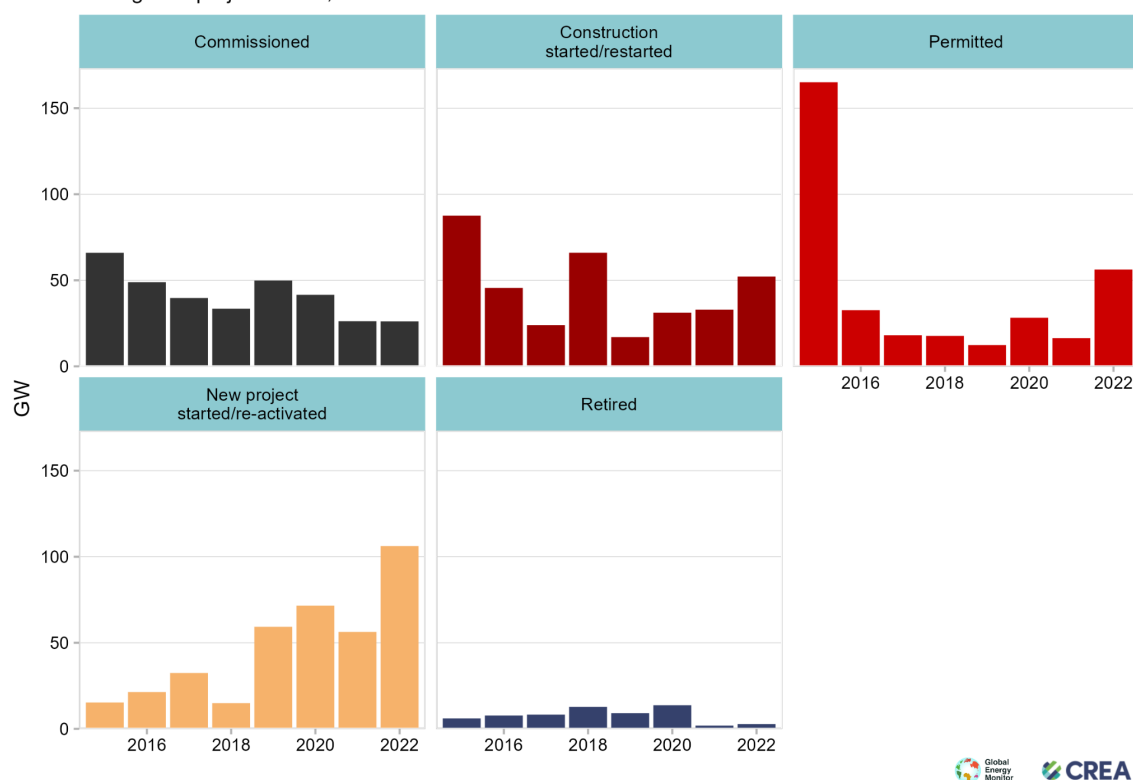 Commissioned
Construction
started/restarted
Permitted
150
100
50
0
2016
2018
2020
2022
GW
New project
started/re-activated
Retired
150
100
50
0
2016
2018
2020
2022
2016
2018
2020
2022
Global
Energy
Monitor
CREA